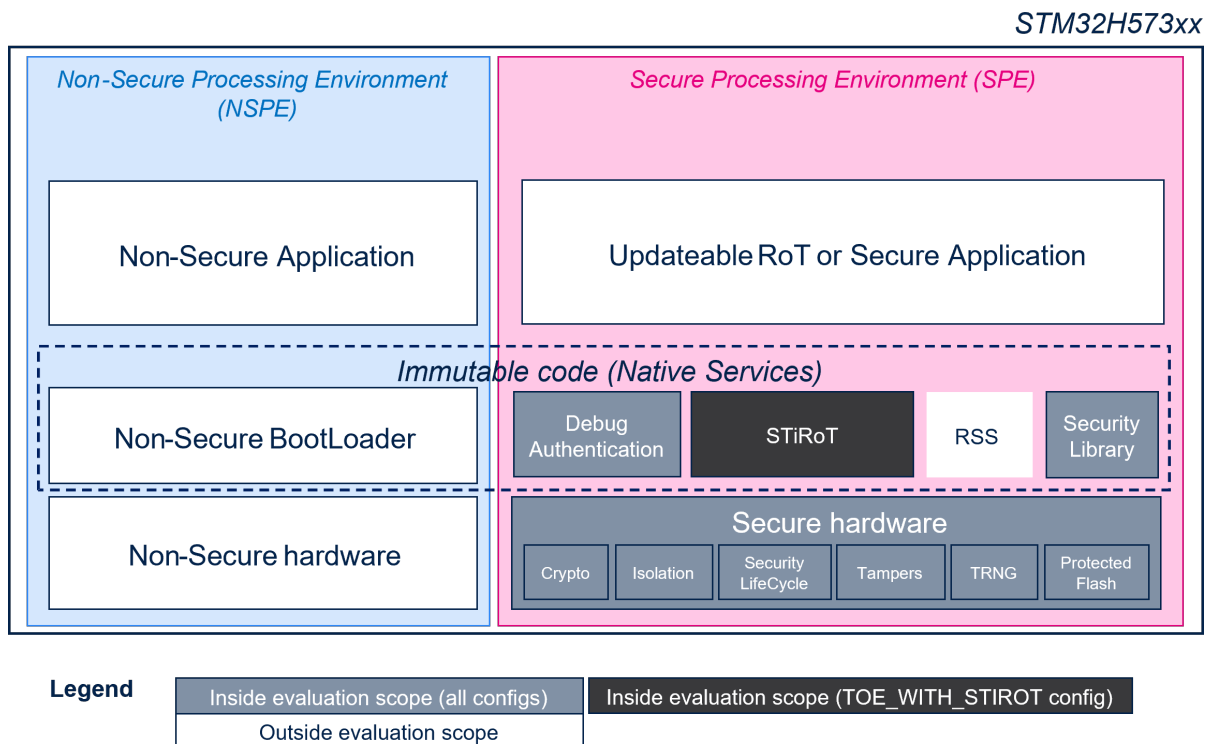 STM32H573xx
Non-Secure Processing Environment
(NSPE)
Secure Processing Environment (SPE)
Non-Secure Application
Updateable RoT or Secure Application
Immutable code (Native Services)
Non-Secure BootLoader
Debug
Authentication
STiRoT
RSS
Security
Library
Non-Secure hardware
Secure hardware
Crypto
Isolation
Security
LifeCycle
Tampers
TRNG
Protected
Flash
Legend
Inside evaluation scope (all configs)
Inside evaluation scope (TOE_WITH_STIROT config)
Outside evaluation scope